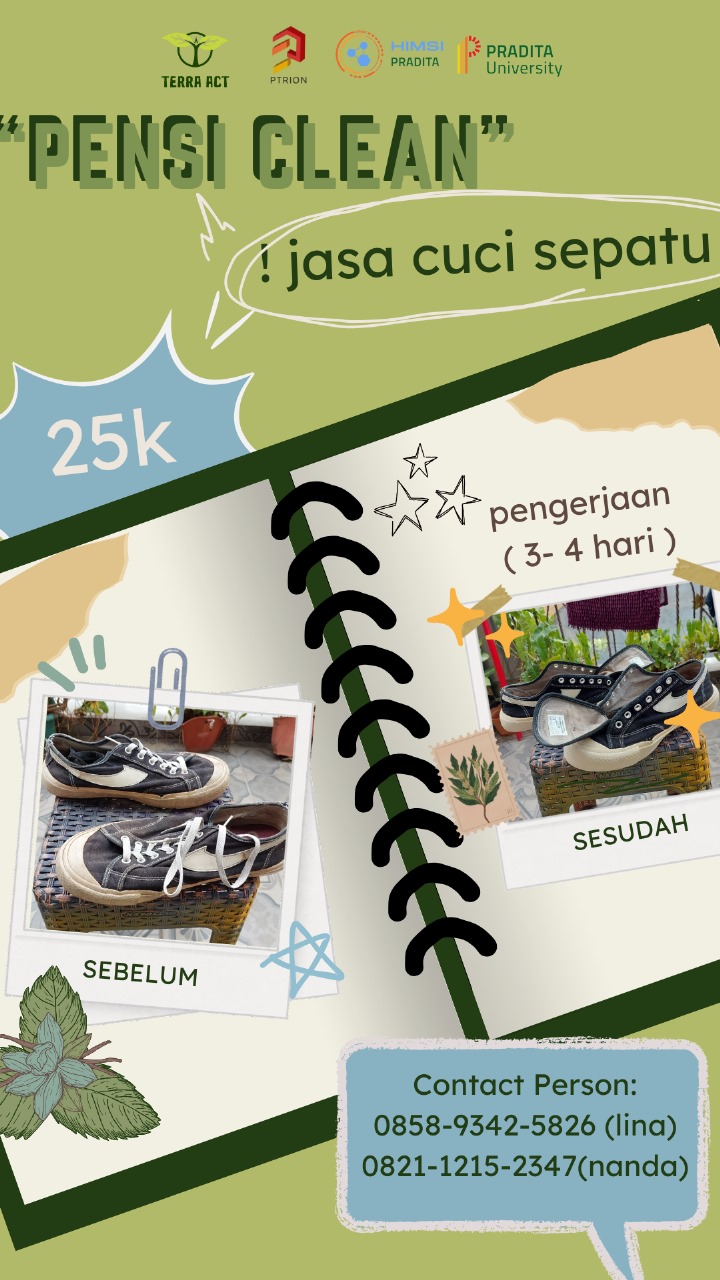 TERRA ACT
PTRION
HIMSI
PRADITA
PRADITA
University
“PENSI CLEAN”
! jasa cuci sepatu
25k
pengerjaan
( 3- 4 hari )
SESUDAH
SEBELUM
Contact Person:
0858-9342-5826 (lina)
0821-1215-2347(nanda)